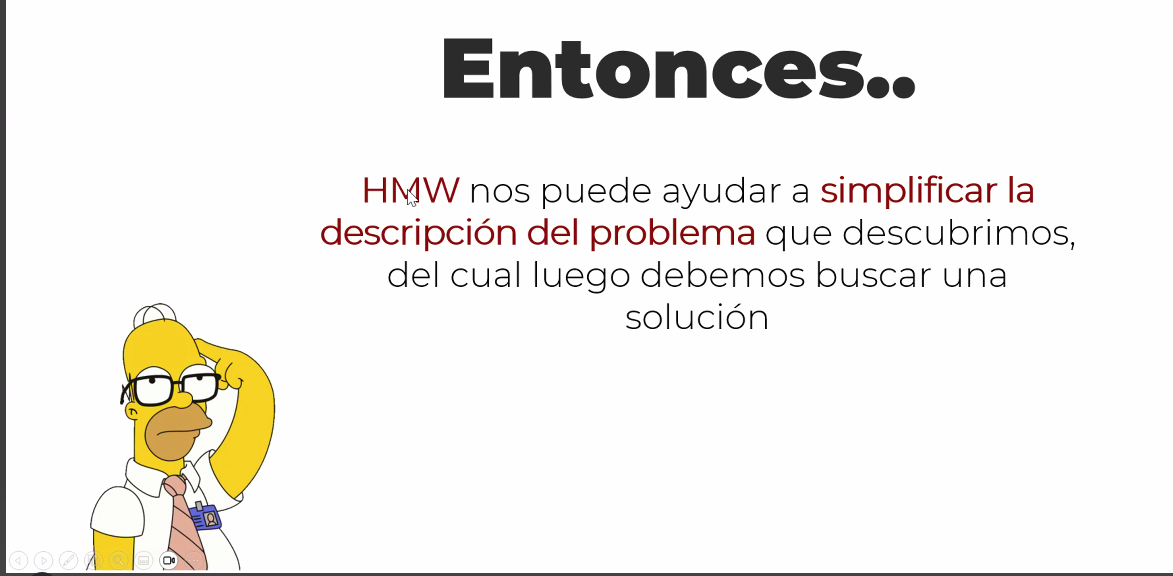 Entonces..
HMW nos puede ayudar a simplificar la
descripción del problema que descubrimos,
del cual luego debemos buscar una
solución